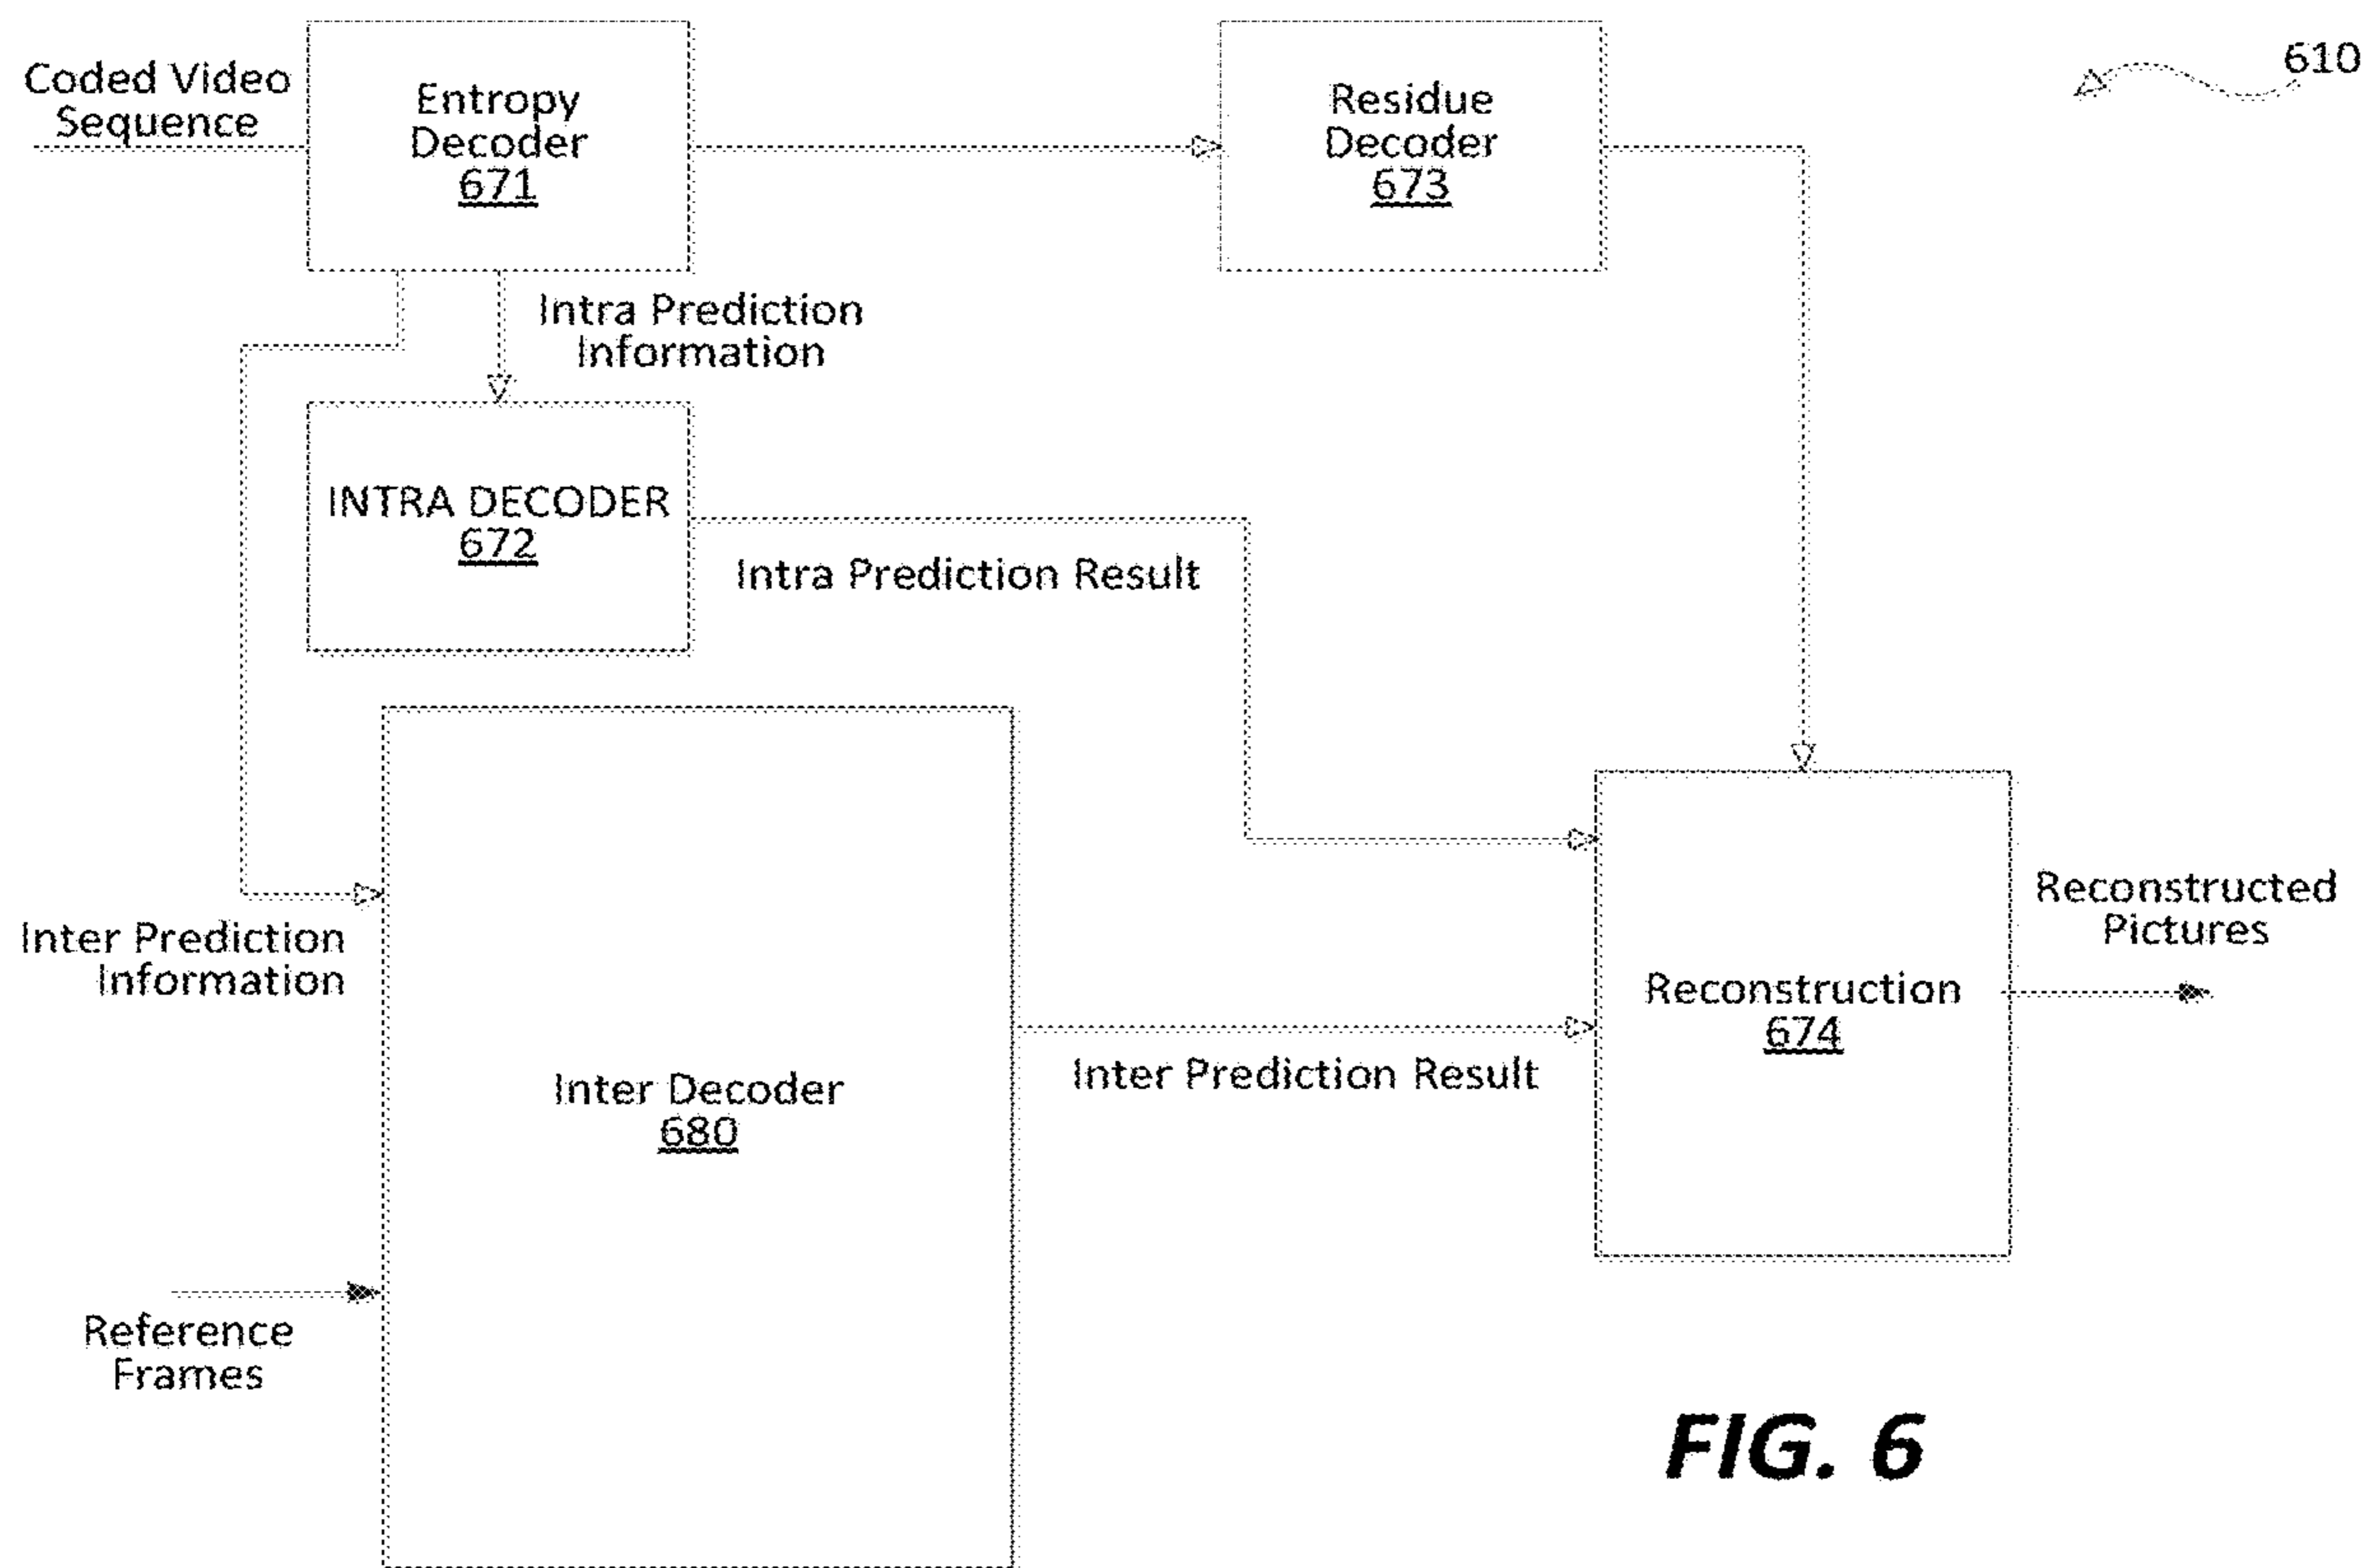 Coded Video
Sequence
Entropy
Decoder
671
Residue
Decoder
673
610
Intra Prediction
Information
INTRA DECODER
672
Intra Prediction Result
Inter Prediction
Information
Inter Decoder
680
Inter Prediction Result
Reconstruction
674
Reconstructed
Pictures
Reference
Frames
FIG. 6